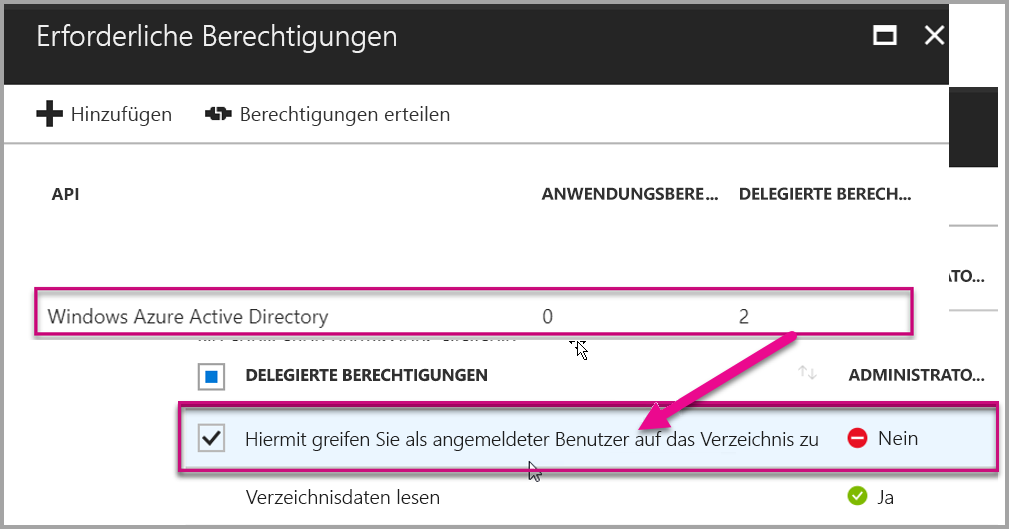 Erforderliche Berechtigungen
Hinzufügen Berechtigungen erteilen
API ANWENDUNGSBERE... DELEGIERTE BERECH...
ATO...
Windows Azure Active Directory 0 2
DELEGIERTE BERECHTIGUNGEN ADMINISTRATO...
Hiermit greifen Sie als angemeldeter Benutzer auf das Verzeichnis zu Nein
Verzeichnisdaten lesen Ja